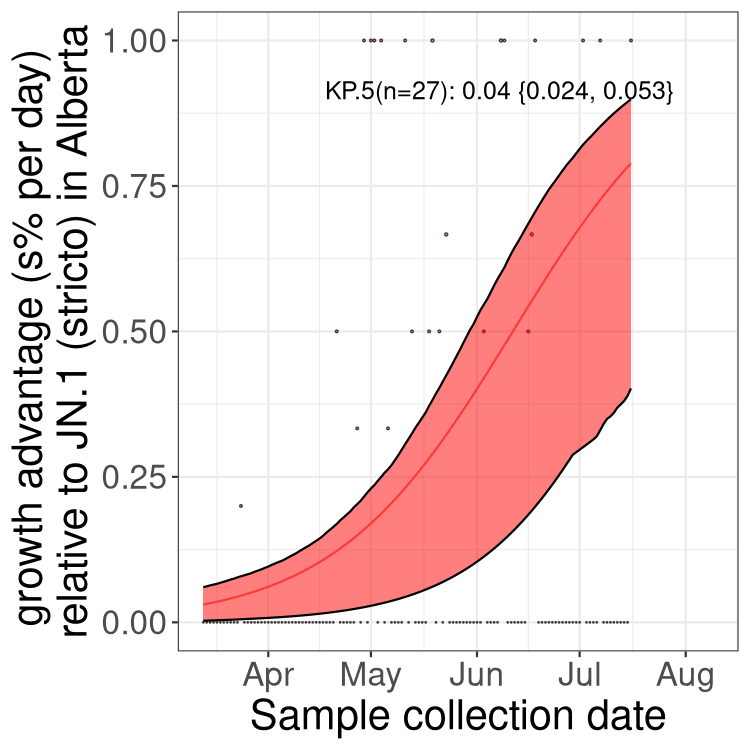 growth advantage (s% per day)
relative to JN.1 (stricto) in Alberta
1.00
0.75
0.50
0.25
0.00
KP.5(n=27): 0.04 {0.024, 0.053}
Apr May Jun Jul Aug
Sample collection date